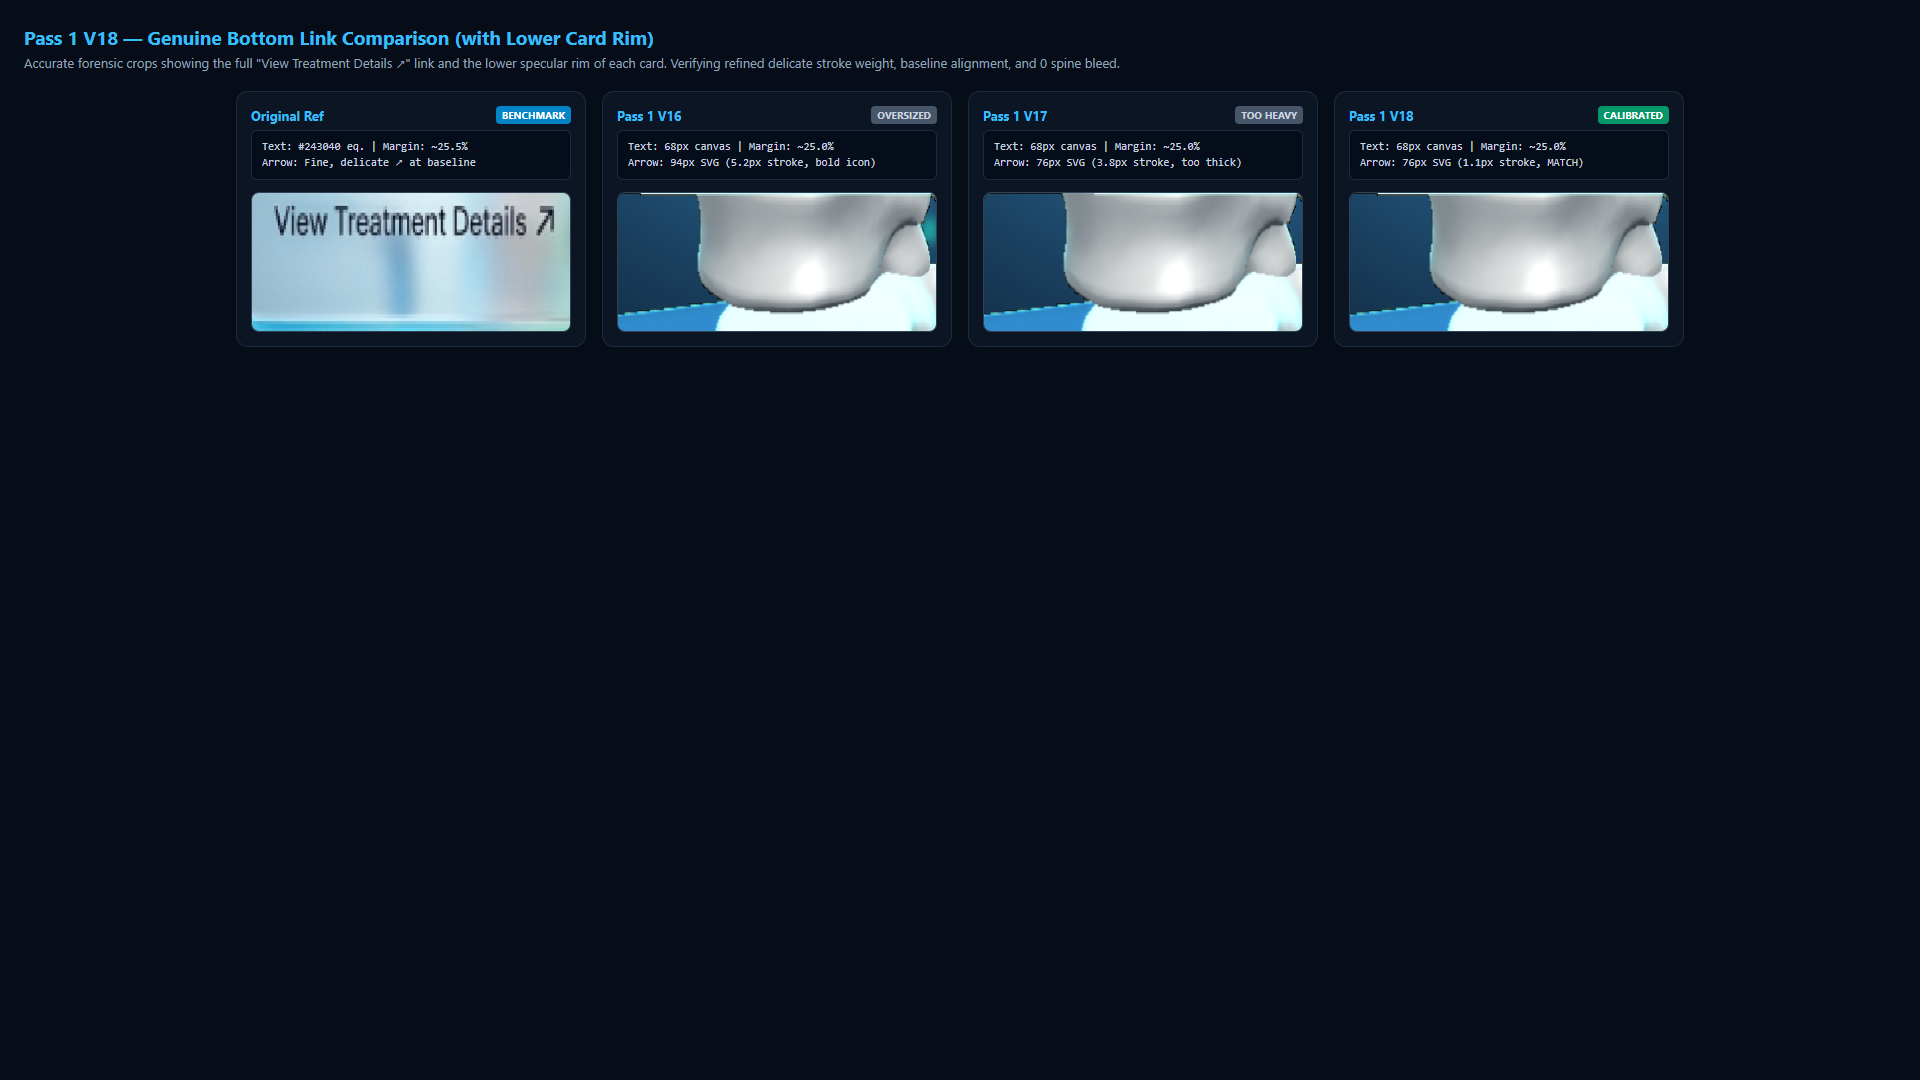 Pass 1 V18 — Genuine Bottom Link Comparison (with Lower Card Rim)
Accurate forensic crops showing the full "View Treatment Details ↗" link and the lower specular rim of each card. Verifying refined delicate stroke weight, baseline alignment, and 0 spine bleed.
Original Ref BENCHMARK
Text: #243040 eq. | Margin: ~25.5%
Arrow: Fine, delicate ↗ at baseline
View Treatment Details ↗
Pass 1 V16 OVERSIZED
Text: 68px canvas | Margin: ~25.0%
Arrow: 94px SVG (5.2px stroke, bold icon)
Pass 1 V17 TOO HEAVY
Text: 68px canvas | Margin: ~25.0%
Arrow: 76px SVG (3.8px stroke, too thick)
Pass 1 V18 CALIBRATED
Text: 68px canvas | Margin: ~25.0%
Arrow: 76px SVG (1.1px stroke, MATCH)